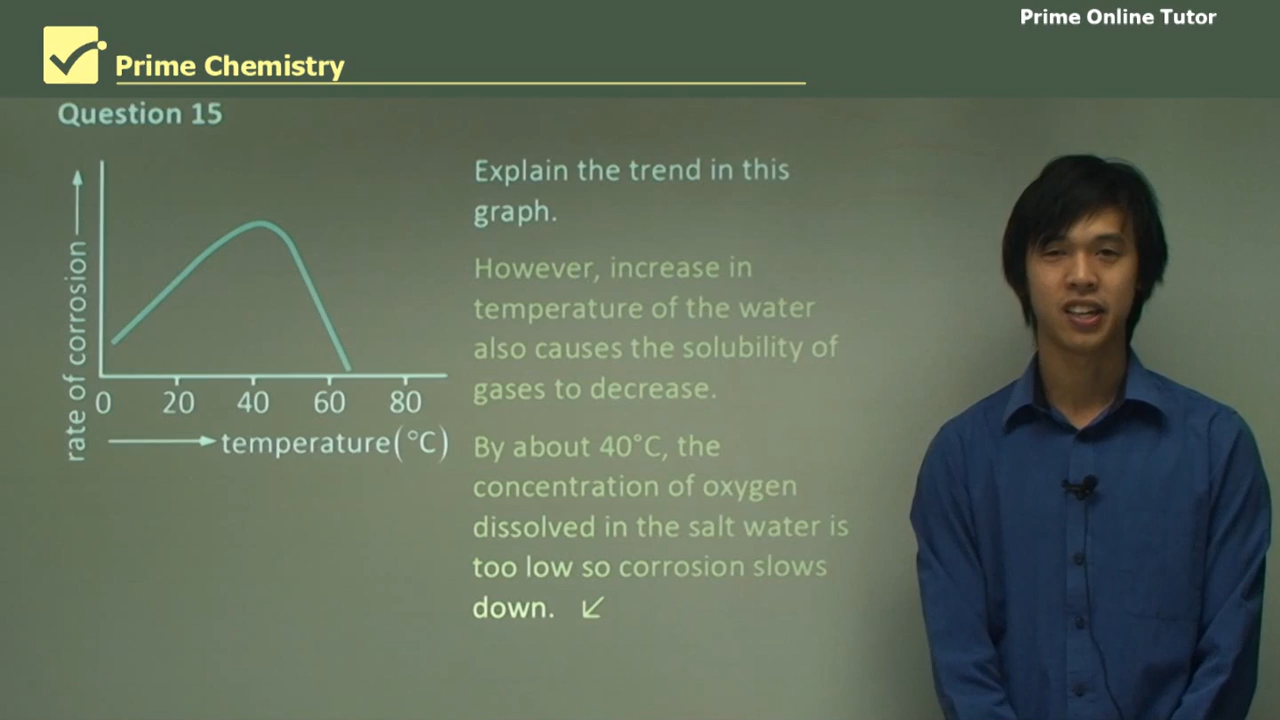 Prime Online Tutor
Prime Chemistry
Question 15
rate of corrosion
0 20 40 60 80
temperature(°C)
Explain the trend in this
graph.
However, increase in
temperature of the water
also causes the solubility of
gases to decrease.
By about 40°C, the
concentration of oxygen
dissolved in the salt water is
too low so corrosion slows
down.